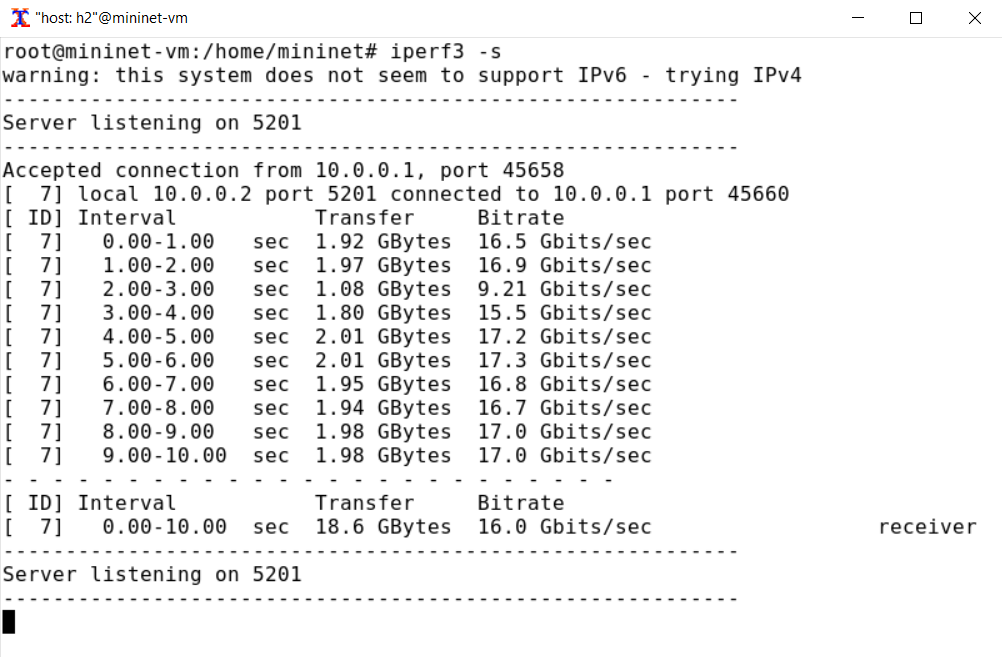 "host: h2"@mininet-vm
root@mininet-vm:/home/mininet# iperf3 -s
warning: this system does not seem to support IPv6 - trying IPv4
-----------------------------------------------------------
Server listening on 5201
-----------------------------------------------------------
Accepted connection from 10.0.0.1, port 45658
[  7] local 10.0.0.2 port 5201 connected to 10.0.0.1 port 45660
[ ID] Interval           Transfer     Bitrate
[  7]   0.00-1.00   sec  1.92 GBytes  16.5 Gbits/sec
[  7]   1.00-2.00   sec  1.97 GBytes  16.9 Gbits/sec
[  7]   2.00-3.00   sec  1.08 GBytes  9.21 Gbits/sec
[  7]   3.00-4.00   sec  1.80 GBytes  15.5 Gbits/sec
[  7]   4.00-5.00   sec  2.01 GBytes  17.2 Gbits/sec
[  7]   5.00-6.00   sec  2.01 GBytes  17.3 Gbits/sec
[  7]   6.00-7.00   sec  1.95 GBytes  16.8 Gbits/sec
[  7]   7.00-8.00   sec  1.94 GBytes  16.7 Gbits/sec
[  7]   8.00-9.00   sec  1.98 GBytes  17.0 Gbits/sec
[  7]   9.00-10.00  sec  1.98 GBytes  17.0 Gbits/sec
- - - - - - - - - - - - - - - - - - - - - - - - -
[ ID] Interval           Transfer     Bitrate
[  7]   0.00-10.00  sec  18.6 GBytes  16.0 Gbits/sec                  receiver
-----------------------------------------------------------
Server listening on 5201
-----------------------------------------------------------